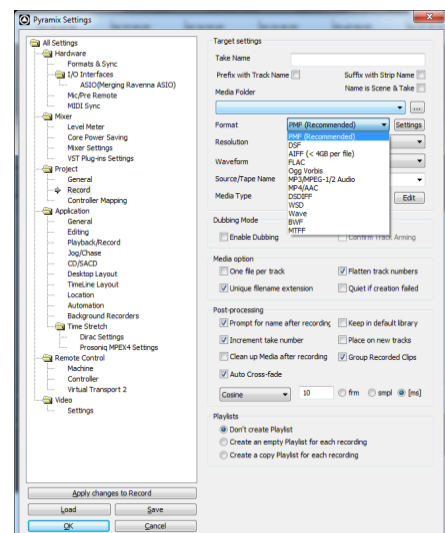 Pyramix Settings
All Settings
Hardware
Formats & Sync
I/O Interfaces
ASIO(Merging Ravenna ASIO)
Mic/Pre Remote
MIDI Sync
Mixer
Level Meter
Core Power Saving
Mixer Settings
VST Plug-ins Settings
Project
General
Record
Controller Mapping
Application
General
Editing
Playback/Record
Jog/Chase
CD/SACD
Desktop Layout
TimeLine Layout
Location
Automation
Background Recorders
Time Stretch
Dirac Settings
Prosoniq MPEX4 Settings
Remote Control
Machine
Controller
Virtual Transport 2
Video
Settings
Apply changes to Record
Load Save
OK Cancel
Target settings
Take Name
Prefix with Track Name Suffix with Strip Name
Media Folder Name is Scene & Take
...
Format PMF (Recommended) Settings
PMF (Recommended)
DSF
Resolution
AIFF (< 4GB per file)
FLAC
Waveform
Ogg Vorbis
Source/Tape Name MP3/MPEG-1/2 Audio
MP4/AAC
Media Type DSDIFF Edit
WSD
Wave
BWF
MTFF
Dubbing Mode
Enable Dubbing Confirm Track Arming
Media option
One file per track Flatten track numbers
Unique filename extension Quiet if creation failed
Post-processing
Prompt for name after recording Keep in default library
Increment take number Place on new tracks
Clean up Media after recording Group Recorded Clips
Auto Cross-fade
Cosine 10 frm smpl [ms]
Playlists
Don't create Playlist
Create an empty Playlist for each recording
Create a copy Playlist for each recording